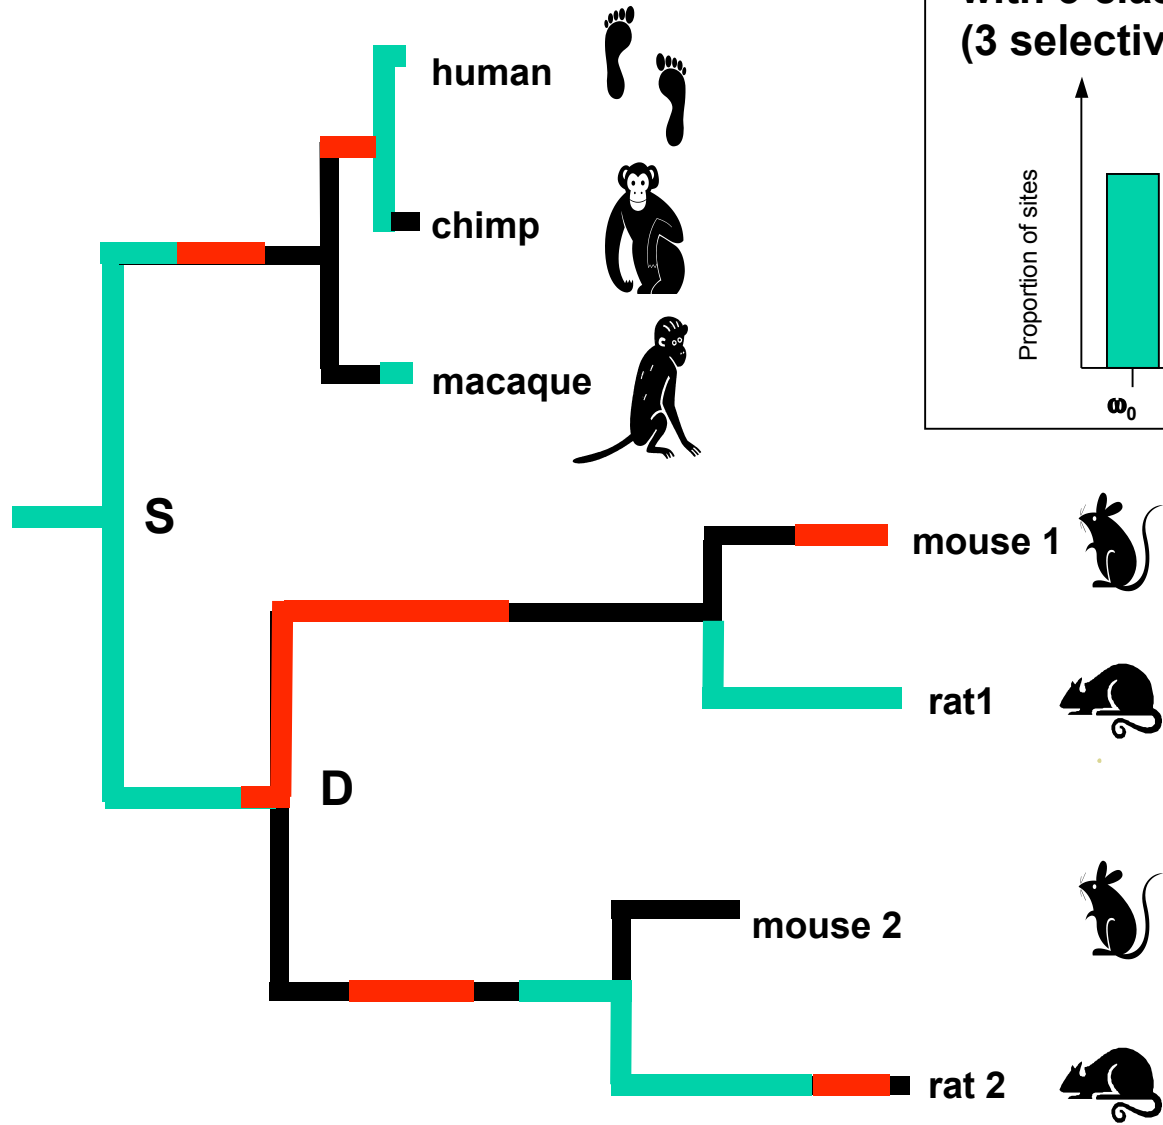 (3 selectiv
human
chimp
macaque
Proportion of sites
ω0
S
mouse 1
rat1
D
mouse 2
rat 2